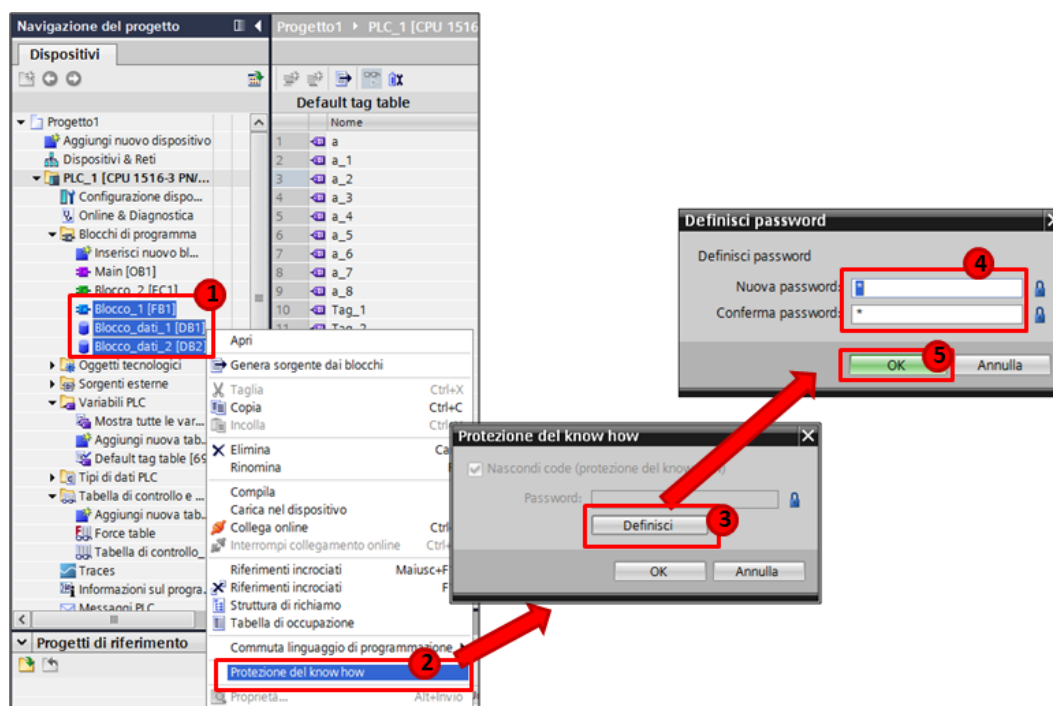 Navigazione del progetto
Dispositivi
Progetto1
Aggiungi nuovo dispositivo
Dispositivi & Reti
PLC_1 [CPU 1516-3 PN/...
Configurazione dispo...
Online & Diagnostica
Blocchi di programma
Inserisci nuovo bl...
Main [OB1]
Blocco_2 [FC1]
Blocco_1 [FB1]
Blocco_dati_1 [DB1]
Blocco_dati_2 [DB2]
Oggetti tecnologici
Sorgenti esterne
Variabili PLC
Mostra tutte le var...
Aggiungi nuova tab..
Default tag table [69
Tipi di dati PLC
Tabella di controllo e ...
Aggiungi nuova tab..
Force table
Tabella di controllo_
Traces
Informazioni sul progra.
Messaggi PLC
Progetti di riferimento
Progetto1 PLC_1 [CPU 1516
Default tag table
Nome
1 a
2 a_1
3 a_2
4 a_3
5 a_4
6 a_5
7 a_6
8 a_7
9 a_8
10 Tag_1
11 Tag_2
1
Apri
Genera sorgente dai blocchi
Taglia Ctrl+X
Copia Ctrl+C
Incolla
Elimina
Rinomina
Compila
Carica nel dispositivo
Collega online
Interrompi collegamento online
Riferimenti incrociati
Riferimenti incrociati
Struttura di richiamo
Tabella di occupazione
Commuta linguaggio di programmazione
2
Protezione del know how
Proprietà... Alt+Invio
Protezione del know how
Nascondi code (protezione del know
Password:
Definisci
3
OK Annulla
Definisci password
Definisci password
4
Nuova password: *
Conferma password: *
5
OK Annulla